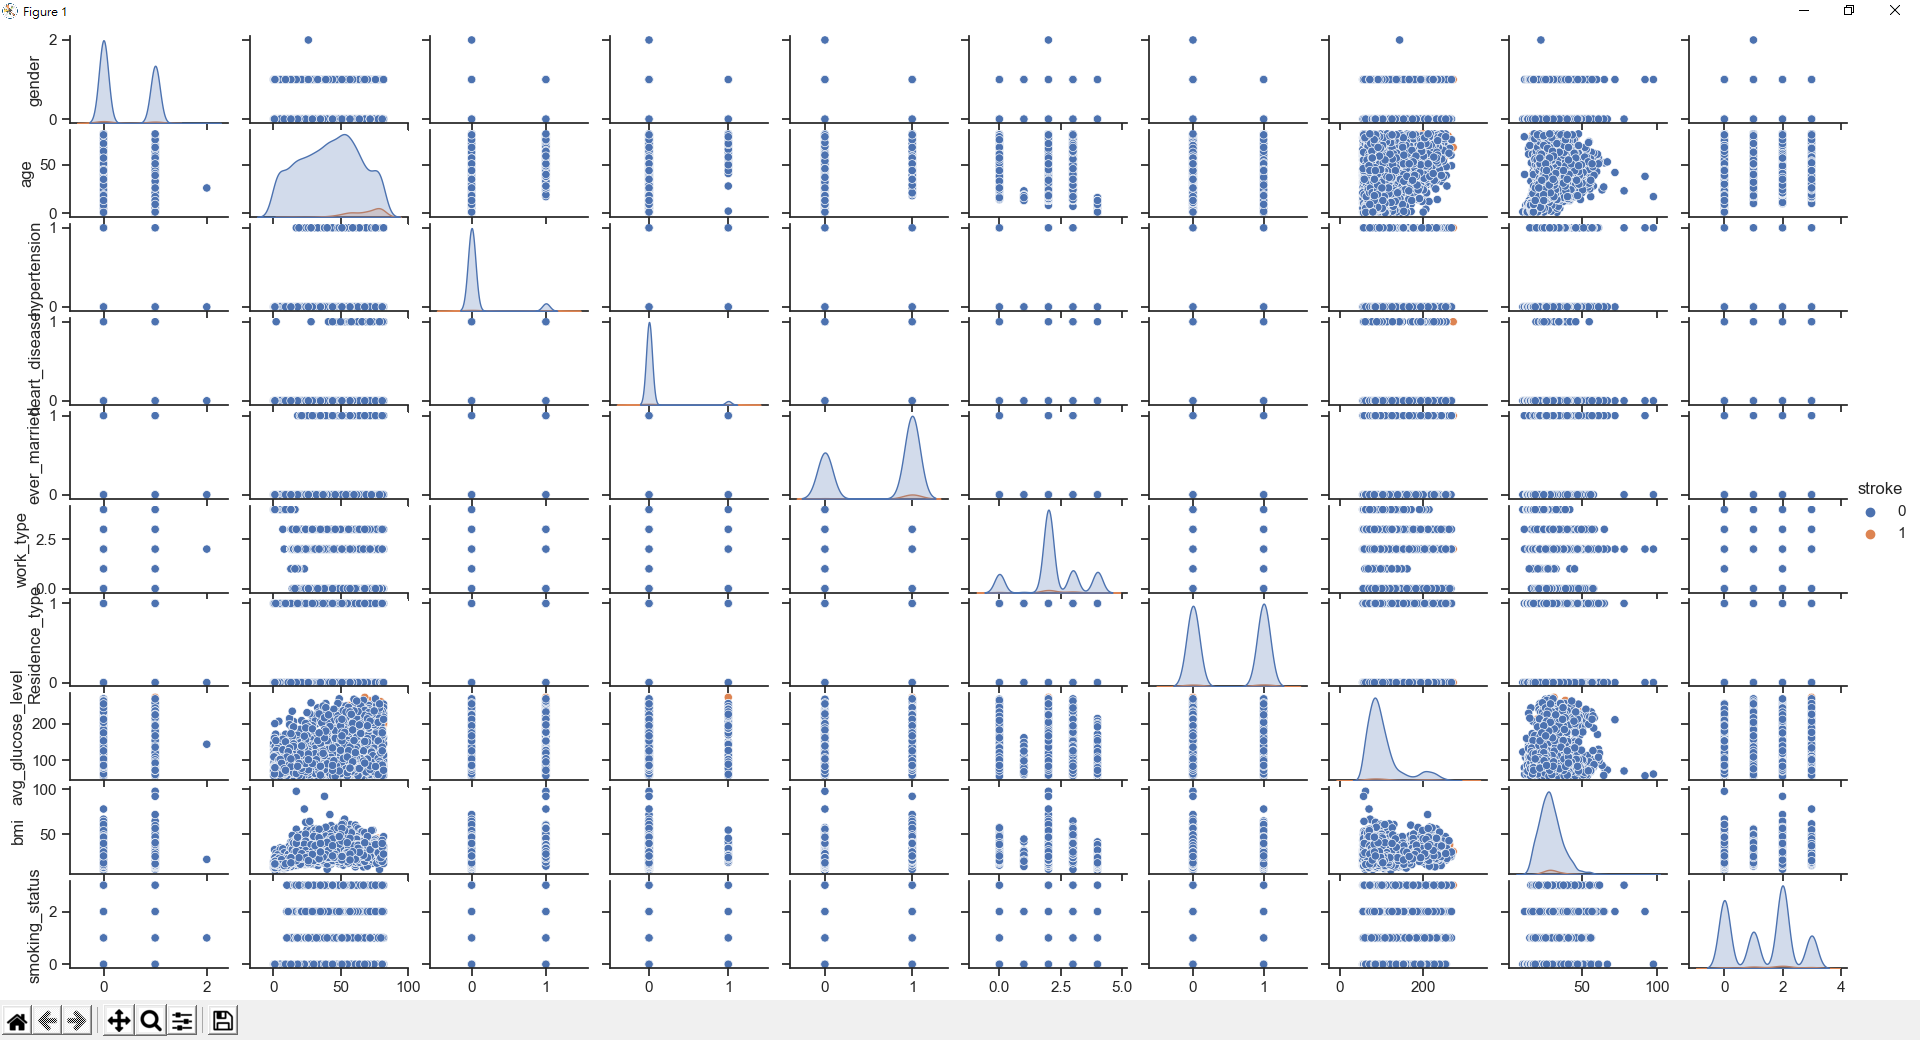 Figure 1
2
0
gender
50
0
age
1
0
hypertension
1
0
heart_disease
1
0
ever_married
2.5
0.0
work_type
1
0
Residence_type
200
100
avg_glucose_level
100
50
bmi
2
0
smoking_status
0 2 0 50 100 0 1 0 1 0 1 0.0 2.5 5.0 0 1 0 200 50 100 0 2 4
stroke
0
1